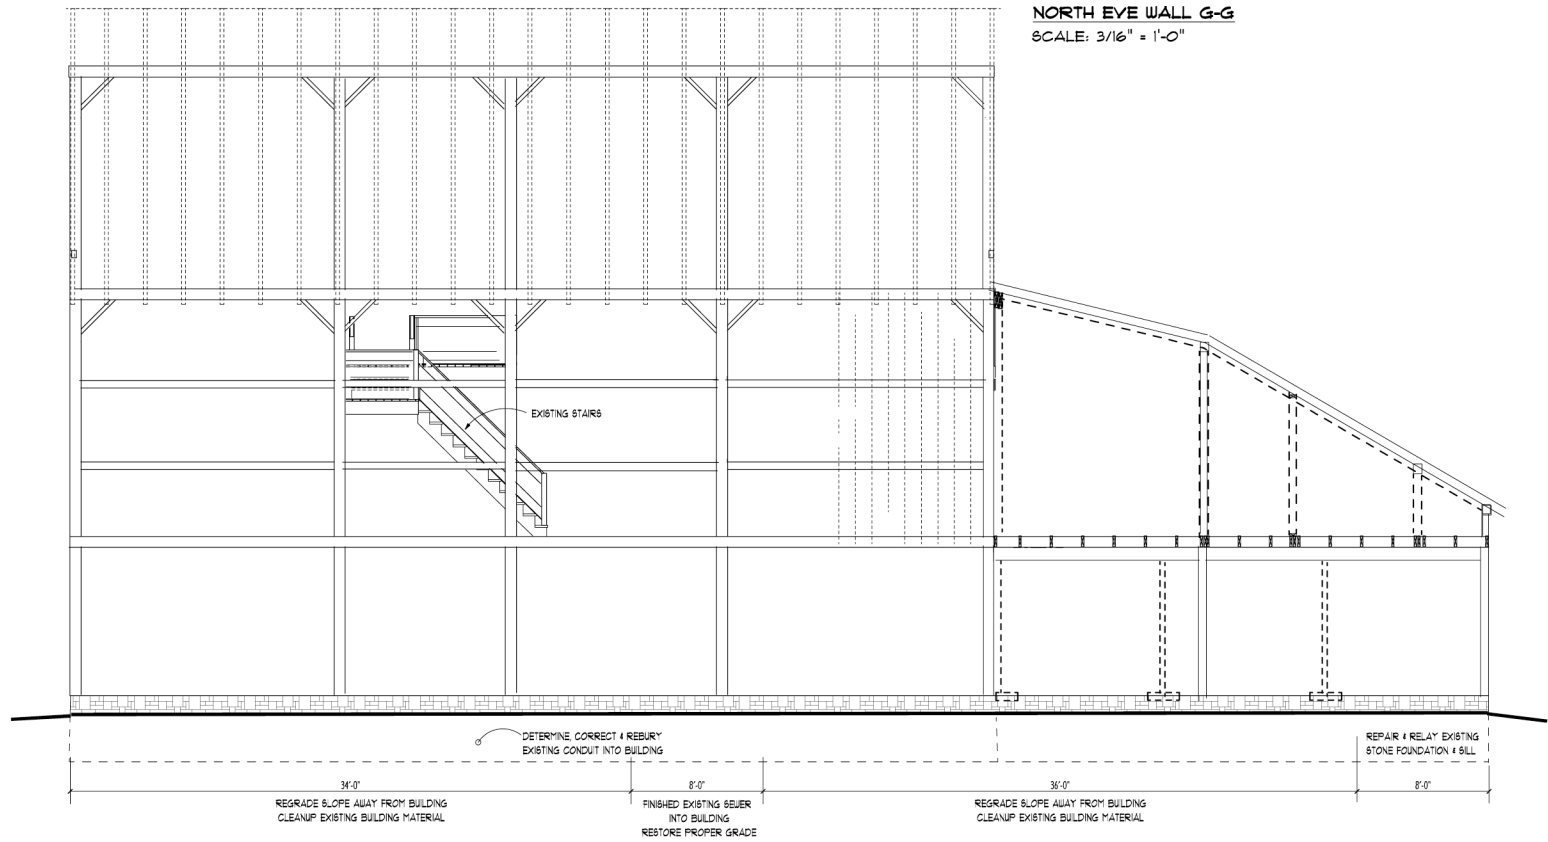 NORTH EVE WALL G-G
SCALE: 3/16" = 1'-0"
EXISTING STAIRS
DETERMINE, CORRECT & REBURY
EXISTING CONDUIT INTO BUILDING
REPAIR & RELAY EXISTING
STONE FOUNDATION & SILL
34'-0"
8'-0"
36'-0"
8'-0"
REGRADE SLOPE AWAY FROM BUILDING
CLEANUP EXISTING BUILDING MATERIAL
FINISHED EXISTING SEWER
INTO BUILDING
RESTORE PROPER GRADE
REGRADE SLOPE AWAY FROM BUILDING
CLEANUP EXISTING BUILDING MATERIAL